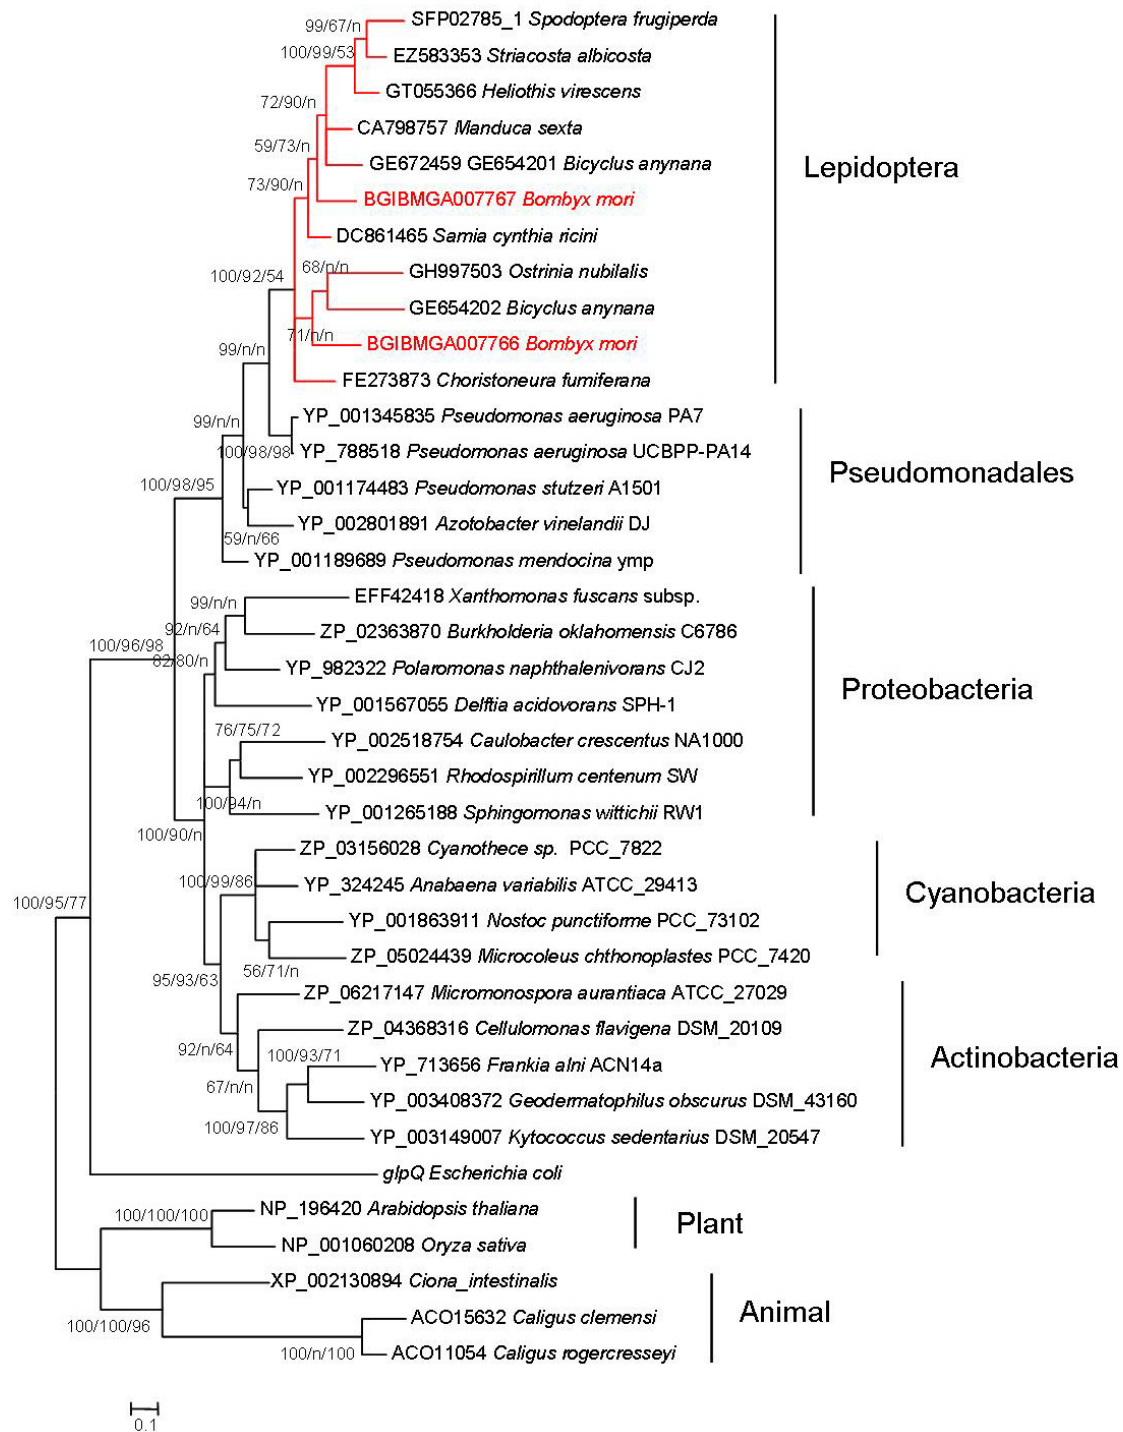 99/67/n
SFP02785_1 Spodoptera frugiperda
100/99/53
EZ583353 Striacosta albicosta
GT055366 Heliothis virescens
72/90/n
CA798757 Manduca sexta
59/73/n
GE672459 GE654201 Bicyclus anynana
Lepidoptera
73/90/n
BGIBMGA007767 Bombyx mori
DC861465 Samia cynthia ricini
100/92/54
68/n/n
GH997503 Ostrinia nubilalis
GE654202 Bicyclus anynana
71/n/n
BGIBMGA007766 Bombyx mori
99/n/n
FE273873 Choristoneura fumiferana
YP_001345835 Pseudomonas aeruginosa PA7
99/n/n
100/98/98
YP_788518 Pseudomonas aeruginosa UCBPP-PA14
Pseudomonadales
100/98/95
YP_001174483 Pseudomonas stutzeri A1501
YP_002801891 Azotobacter vinelandii DJ
59/n/66
YP_001189689 Pseudomonas mendocina ymp
99/n/n
EFF42418 Xanthomonas fuscans subsp.
92/n/64
ZP_02363870 Burkholderia oklahomensis C6786
100/96/98
82/80/n
YP_982322 Polaromonas naphthalenivorans CJ2
Proteobacteria
YP_001567055 Delftia acidovorans SPH-1
76/75/72
YP_002518754 Caulobacter crescentus NA1000
YP_002296551 Rhodospirillum centenum SW
100/94/n
YP_001265188 Sphingomonas wittichii RW1
100/90/n
ZP_03156028 Cyanothece sp. PCC_7822
100/99/86
YP_324245 Anabaena variabilis ATCC_29413
Cyanobacteria
100/95/77
YP_001863911 Nostoc punctiforme PCC_73102
ZP_05024439 Microcoleus chthonoplastes PCC_7420
56/71/n
95/93/63
ZP_06217147 Micromonospora aurantiaca ATCC_27029
ZP_04368316 Cellulomonas flavigena DSM_20109
92/n/64
100/93/71
YP_713656 Frankia alni ACN14a
Actinobacteria
67/n/n
YP_003408372 Geodermatophilus obscurus DSM_43160
100/97/86
YP_003149007 Kytococcus sedentarius DSM_20547
glpQ Escherichia coli
100/100/100
NP_196420 Arabidopsis thaliana
Plant
NP_001060208 Oryza sativa
XP_002130894 Ciona_intestinalis
100/100/96
ACO15632 Caligus clemensi
Animal
100/n/100
ACO11054 Caligus rogercresseyi
0.1